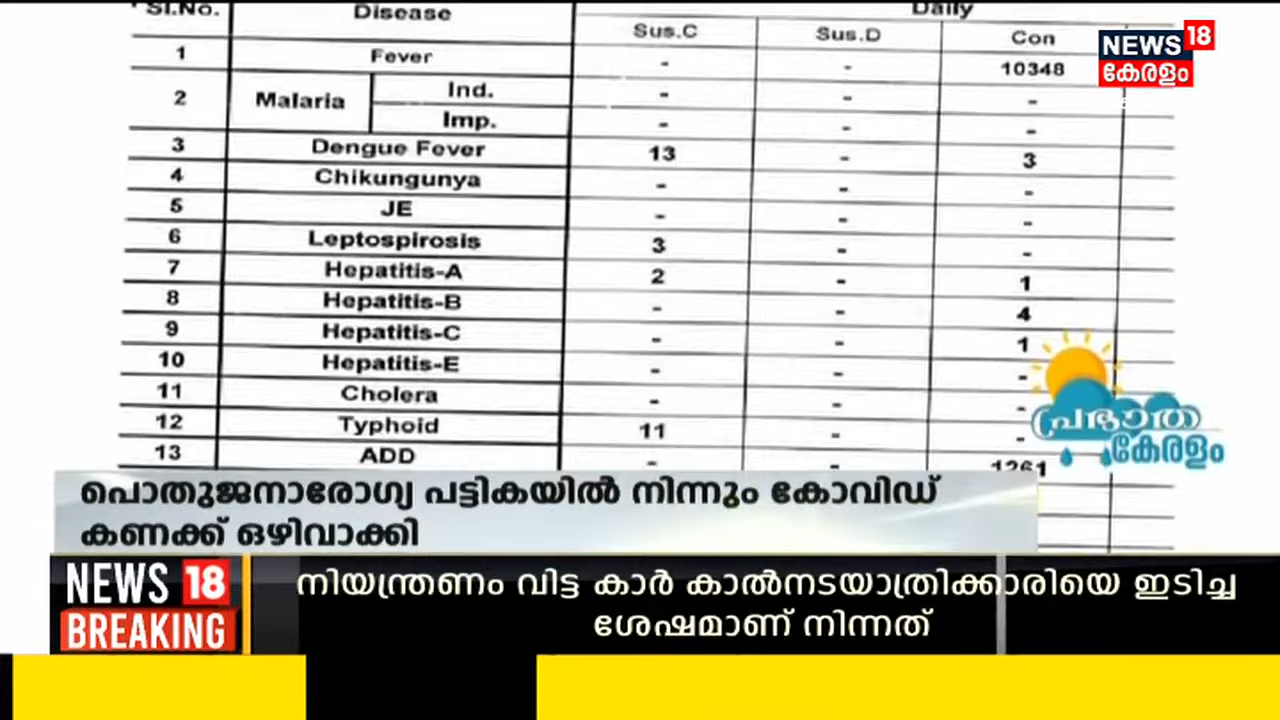 Sl.No. Disease Daily
Sus.C Sus.D Con
1 Fever - - 10348
2 Malaria Ind. - - -
Imp. - - -
3 Dengue Fever 13 - 3
4 Chikungunya - - -
5 JE - - -
6 Leptospirosis 3 - -
7 Hepatitis-A 2 - 1
8 Hepatitis-B - - 4
9 Hepatitis-C - - 1
10 Hepatitis-E - - -
11 Cholera - - -
12 Typhoid 11 - -
13 ADD - - 1261
NEWS 18
കേരളം
പ്രഭാത
കേരളം
പൊതുജനാരോഗ്യ പട്ടികയിൽ നിന്നും കോവിഡ്
കണക്ക് ഒഴിവാക്കി
NEWS 18
BREAKING
നിയന്ത്രണം വിട്ട കാർ കാൽനടയാത്രിക്കാരിയെ ഇടിച്ച
ശേഷമാണ് നിന്നത്